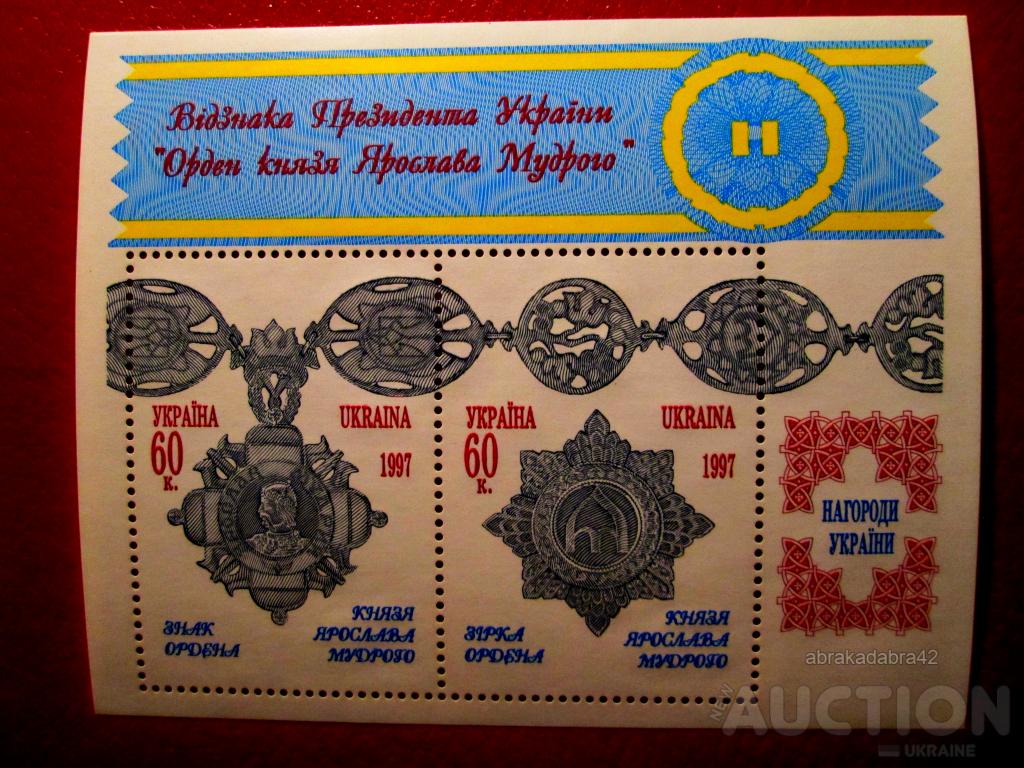 Відзнака Президента України
"Орден князя Ярослава Мудрого"
УКРАЇНА
60
к.
UKRAINA
1997
ЗНАК
ОРДЕНА
КНЯЗЯ
ЯРОСЛАВА
МУДРОГО
УКРАЇНА
60
к.
UKRAINA
1997
ЗІРКА
ОРДЕНА
КНЯЗЯ
ЯРОСЛАВА
МУДРОГО
НАГОРОДИ
УКРАЇНИ
abrakadabra42
NEW AUCTION
UKRAINE